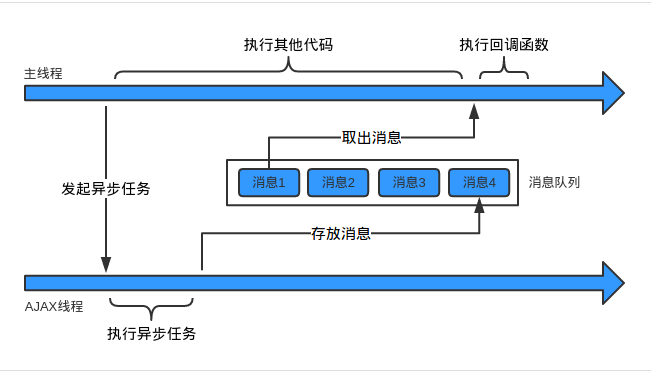 执行其他代码
执行回调函数
主线程
取出消息
发起异步任务
消息1
消息2
消息3
消息4
消息队列
存放消息
AJAX线程
执行异步任务